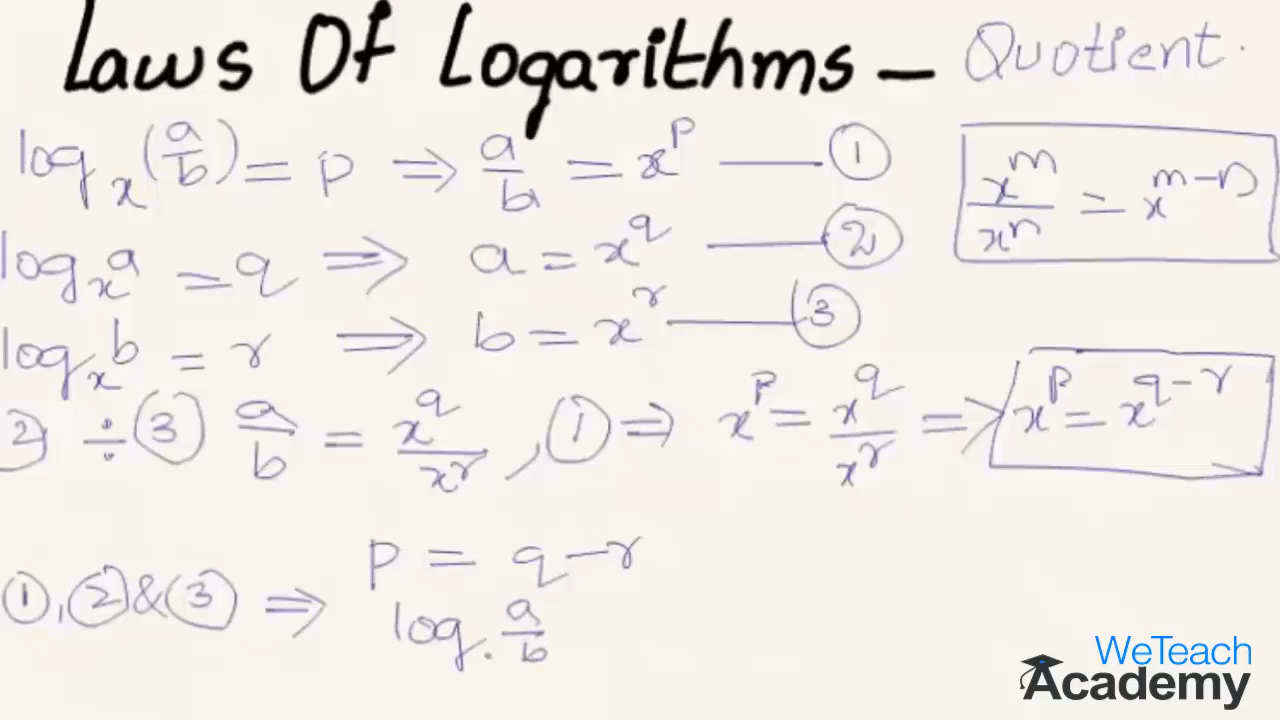 Laws Of Logarithms – Quotient
log_x (a/b) = p ⇒ a/b = x^p —— ①
x^m/x^n = x^(m-n)
log_x a = q ⇒ a = x^q —— ②
log_x b = r ⇒ b = x^r —— ③
② ÷ ③ a/b = x^q/x^r , ① ⇒ x^p = x^q/x^r ⇒ x^p = x^(q-r)
①, ② & ③ ⇒ p = q - r
log. a/b
WeTeach
Academy